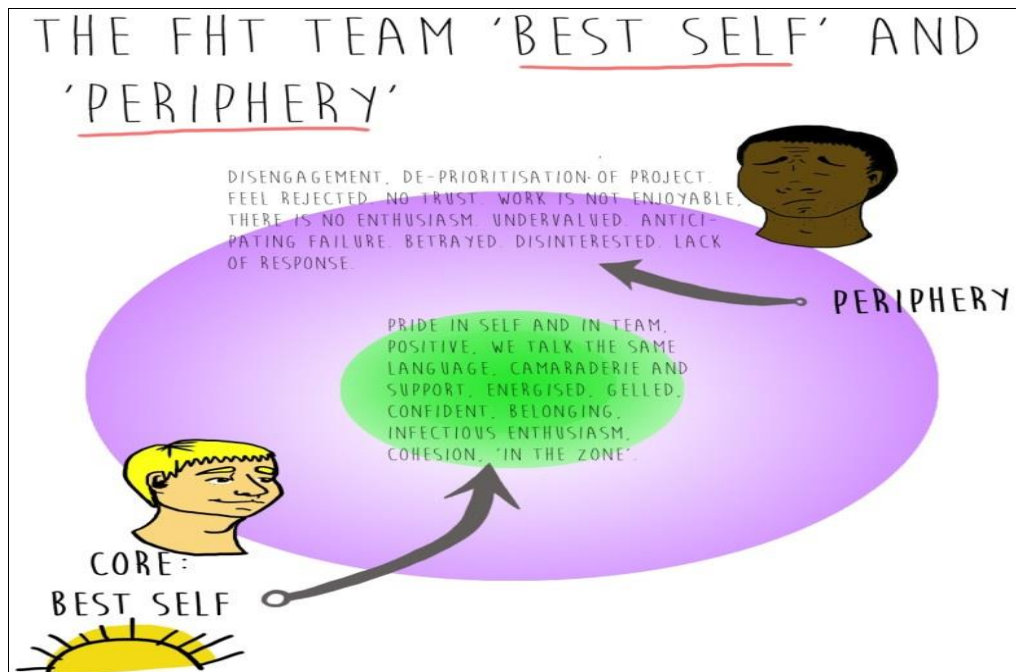 THE FHT TEAM 'BEST SELF' AND
'PERIPHERY'
DISENGAGEMENT, DE-PRIORITISATION OF PROJECT.
FEEL REJECTED. NO TRUST. WORK IS NOT ENJOYABLE,
THERE IS NO ENTHUSIASM. UNDERVALUED. ANTICI-
PATING FAILURE. BETRAYED. DISINTERESTED. LACK
OF RESPONSE.
PERIPHERY
PRIDE IN SELF AND IN TEAM,
POSITIVE, WE TALK THE SAME
LANGUAGE, CAMARADERIE AND
SUPPORT, ENERGISED, GELLED,
CONFIDENT, BELONGING,
INFECTIOUS ENTHUSIASM,
COHESION, 'IN THE ZONE'.
CORE:
BEST SELF